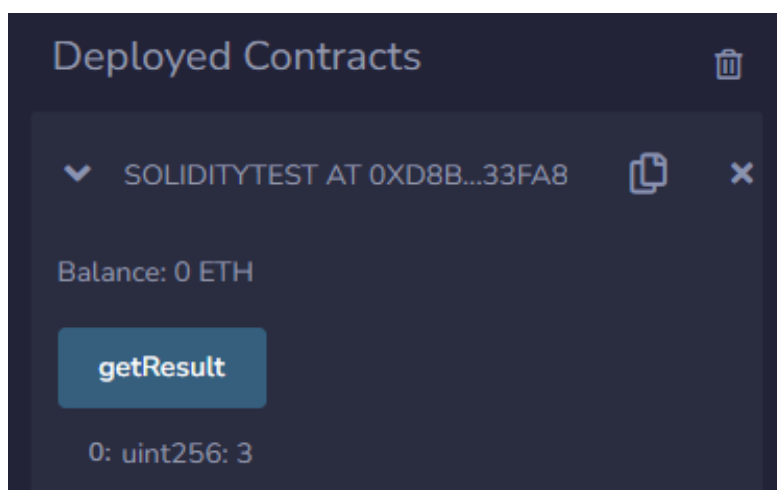 Deployed Contracts
SOLIDITYTEST AT 0XD8B...33FA8
Balance: 0 ETH
getResult
0: uint256: 3